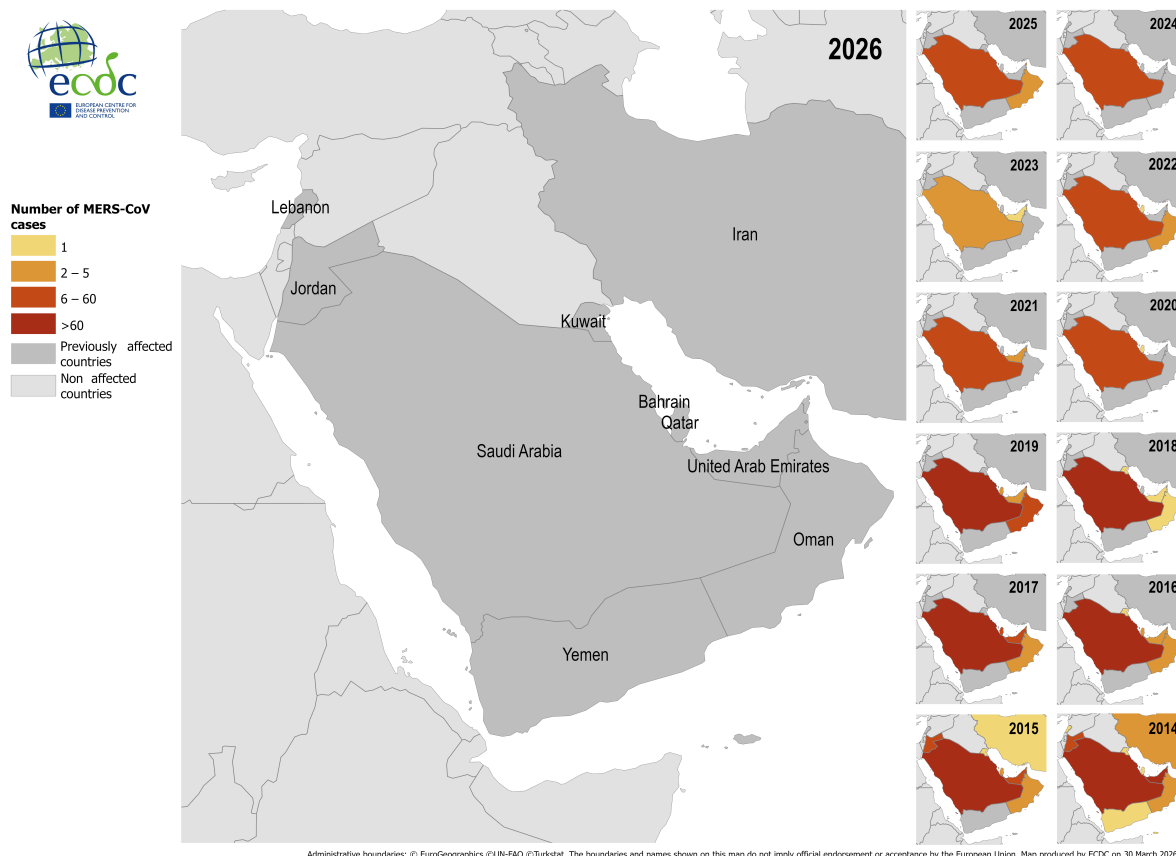 ecdc
EUROPEAN CENTRE FOR
DISEASE PREVENTION
AND CONTROL
Number of MERS-CoV
cases
1
2 – 5
6 – 60
>60
Previously affected
countries
Non affected
countries
2026
Lebanon
Jordan
Iran
Kuwait
Bahrain
Qatar
Saudi Arabia
United Arab Emirates
Oman
Yemen
2025
2024
2023
2022
2021
2020
2019
2018
2017
2016
2015
2014
Administrative boundaries: © EuroGeographics ©UN-FAO ©Turkstat. The boundaries and names shown on this map do not imply official endorsement or acceptance by the European Union. Map produced by ECDC on 30 March